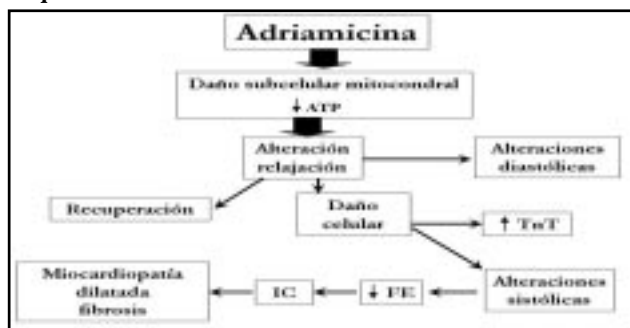 Adriamicina
Daño subcelular mitocondral
↓ ATP
Alteración
relajación
Alteraciones
diastólicas
Recuperación
Daño
celular
↑ TnT
Miocardiopatía
dilatada
fibrosis
IC
↓ FE
Alteraciones
sistólicas